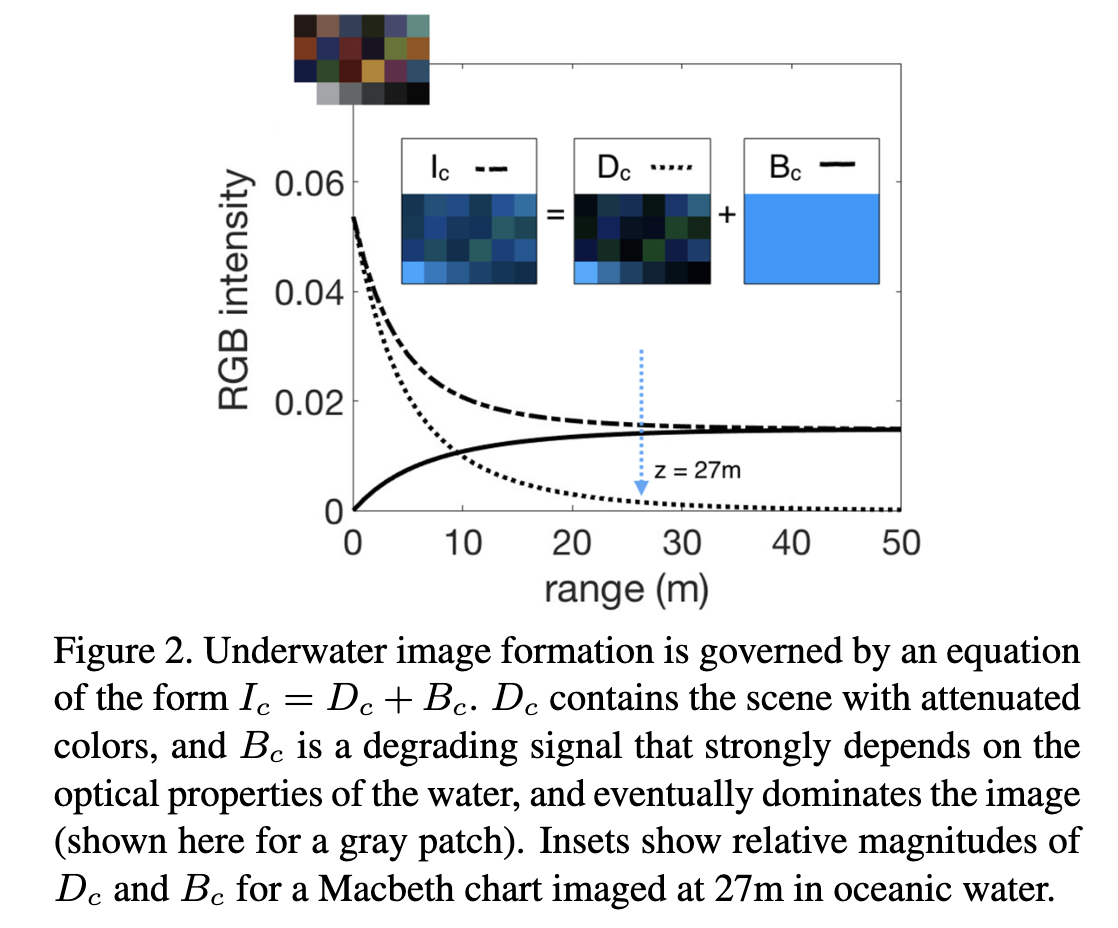 I_c
=
D_c
+
B_c
RGB intensity
0.06
0.04
0.02
0
z = 27m
0 10 20 30 40 50
range (m)
Figure 2. Underwater image formation is governed by an equation
of the form I_c = D_c + B_c. D_c contains the scene with attenuated
colors, and B_c is a degrading signal that strongly depends on the
optical properties of the water, and eventually dominates the image
(shown here for a gray patch). Insets show relative magnitudes of
D_c and B_c for a Macbeth chart imaged at 27m in oceanic water.